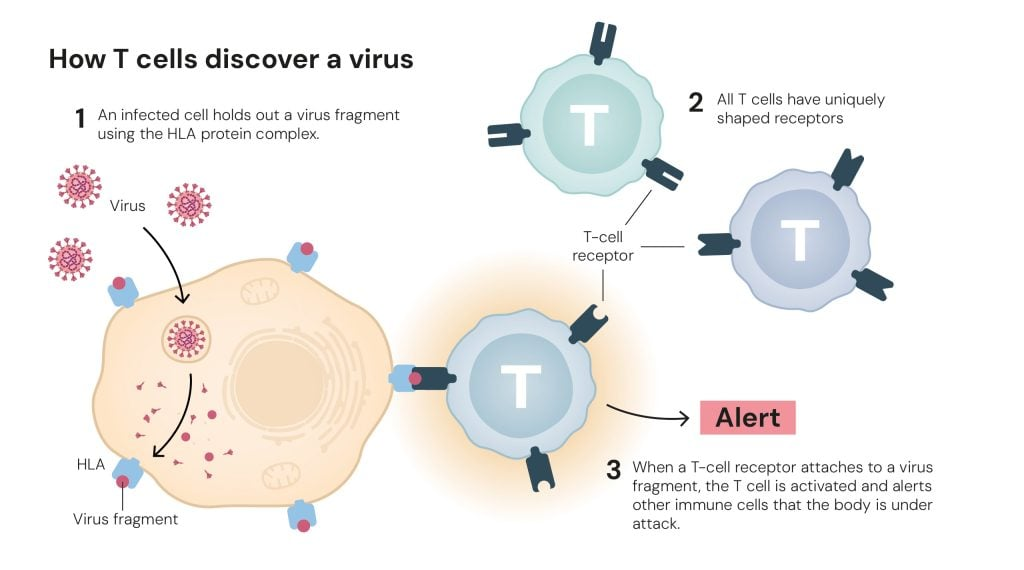 How T cells discover a virus
1
An infected cell holds out a virus fragment
using the HLA protein complex.
Virus
HLA
Virus fragment
T
2
All T cells have uniquely
shaped receptors
T
T-cell
receptor
T
Alert
3
When a T-cell receptor attaches to a virus
fragment, the T cell is activated and alerts
other immune cells that the body is under
attack.